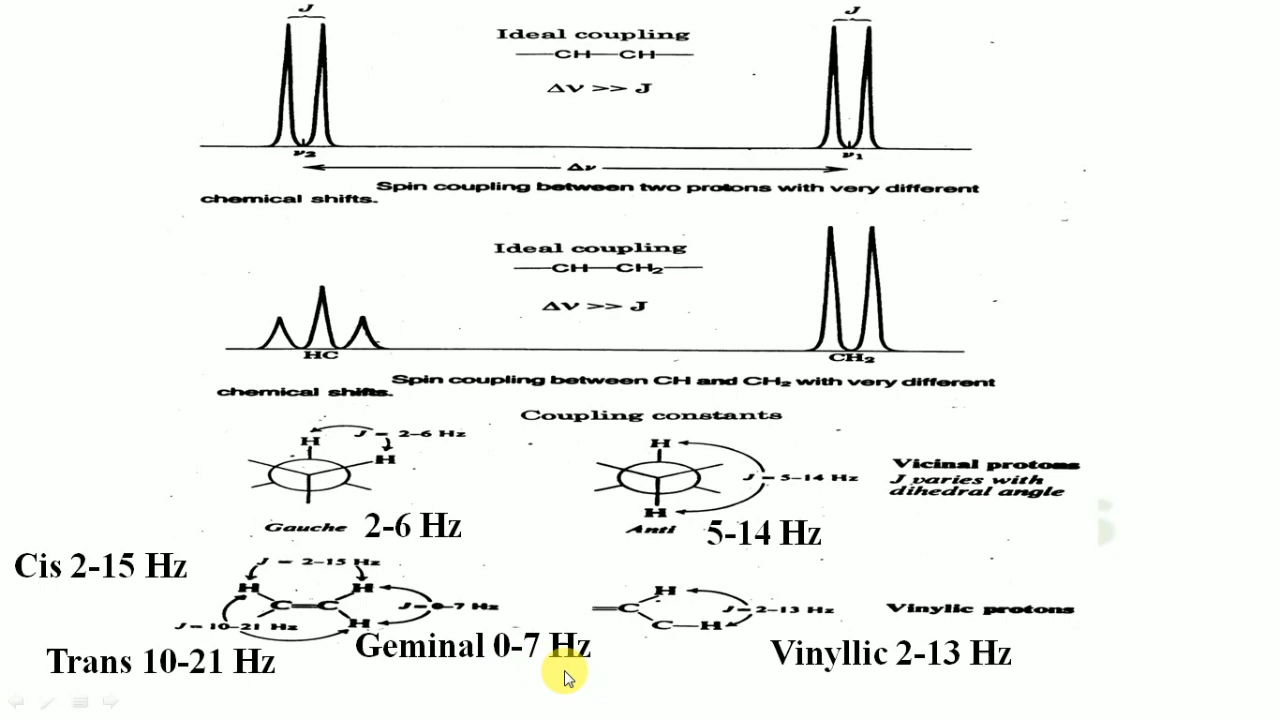 J
J
Ideal coupling
—CH—CH—
Δν >> J
ν2
ν1
Δν
Spin coupling between two protons with very different
chemical shifts.
Ideal coupling
—CH—CH₂—
Δν >> J
HC
CH₂
Spin coupling between CH and CH₂ with very different
chemical shifts.
Coupling constants
J = 2–6 Hz
H
H
H
J = 5–14 Hz
H
Vicinal protons
J varies with
dihedral angle
Gauche
2-6 Hz
Anti
5-14 Hz
Cis 2-15 Hz
J = 2–15 Hz
H
H
C=C
H
J = 0–7 Hz
J = 10–21 Hz
=C
H
C—H
J = 2–13 Hz
Vinylic protons
Trans 10-21 Hz
Geminal 0-7 Hz
Vinyllic 2-13 Hz